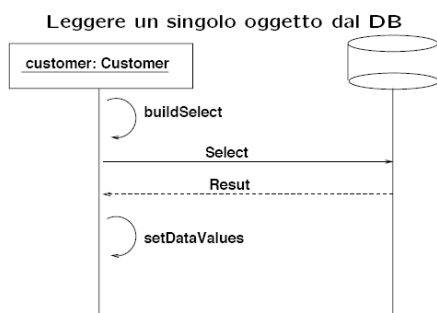 Leggere un singolo oggetto dal DB
customer: Customer
buildSelect
Select
Resut
setDataValues